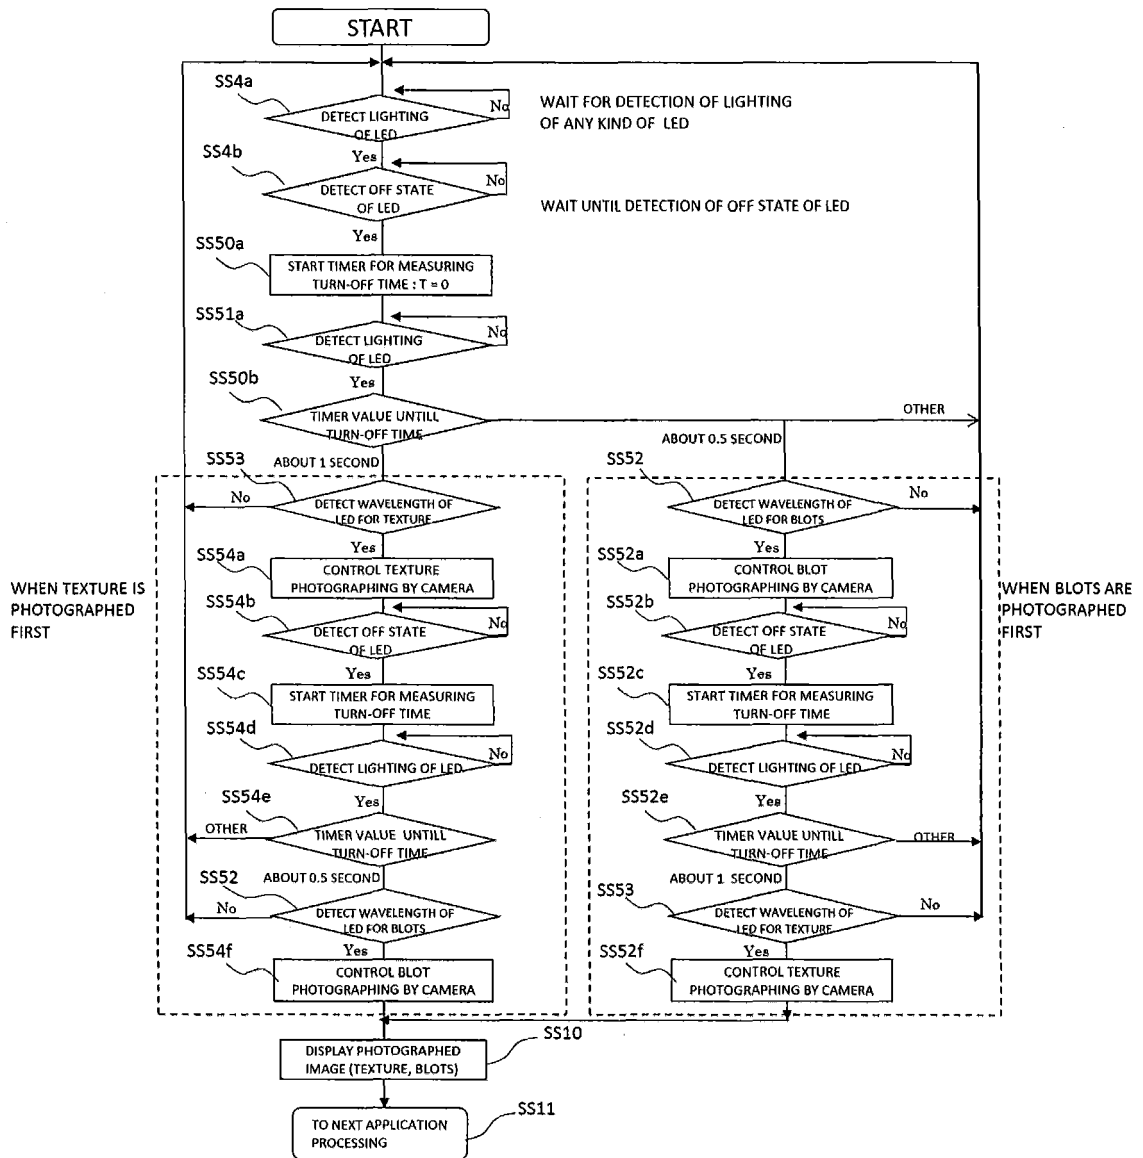 START
SS4a
DETECT LIGHTING
OF LED
No
WAIT FOR DETECTION OF LIGHTING
OF ANY KIND OF LED
Yes
SS4b
DETECT OFF STATE
OF LED
No
WAIT UNTIL DETECTION OF OFF STATE OF LED
Yes
SS50a
START TIMER FOR MEASURING
TURN-OFF TIME : T = 0
SS51a
DETECT LIGHTING
OF LED
No
Yes
SS50b
TIMER VALUE UNTILL
TURN-OFF TIME
OTHER
ABOUT 0.5 SECOND
ABOUT 1 SECOND
WHEN TEXTURE IS
PHOTOGRAPHED
FIRST
SS53
DETECT WAVELENGTH OF
LED FOR TEXTURE
No
Yes
SS54a
CONTROL TEXTURE
PHOTOGRAPHING BY CAMERA
SS54b
DETECT OFF STATE
OF LED
No
Yes
SS54c
START TIMER FOR MEASURING
TURN-OFF TIME
SS54d
DETECT LIGHTING OF LED
No
Yes
SS54e
TIMER VALUE UNTILL
TURN-OFF TIME
OTHER
ABOUT 0.5 SECOND
SS52
DETECT WAVELENGTH OF
LED FOR BLOTS
No
Yes
SS54f
CONTROL BLOT
PHOTOGRAPHING BY CAMERA
SS52
DETECT WAVELENGTH OF
LED FOR BLOTS
No
Yes
SS52a
CONTROL BLOT
PHOTOGRAPHING BY CAMERA
WHEN BLOTS ARE
PHOTOGRAPHED
FIRST
SS52b
DETECT OFF STATE
OF LED
No
Yes
SS52c
START TIMER FOR MEASURING
TURN-OFF TIME
SS52d
DETECT LIGHTING OF LED
No
Yes
SS52e
TIMER VALUE UNTILL
TURN-OFF TIME
OTHER
ABOUT 1 SECOND
SS53
DETECT WAVELENGTH OF
LED FOR TEXTURE
No
Yes
SS52f
CONTROL TEXTURE
PHOTOGRAPHING BY CAMERA
SS10
DISPLAY PHOTOGRAPHED
IMAGE (TEXTURE, BLOTS)
SS11
TO NEXT APPLICATION
PROCESSING